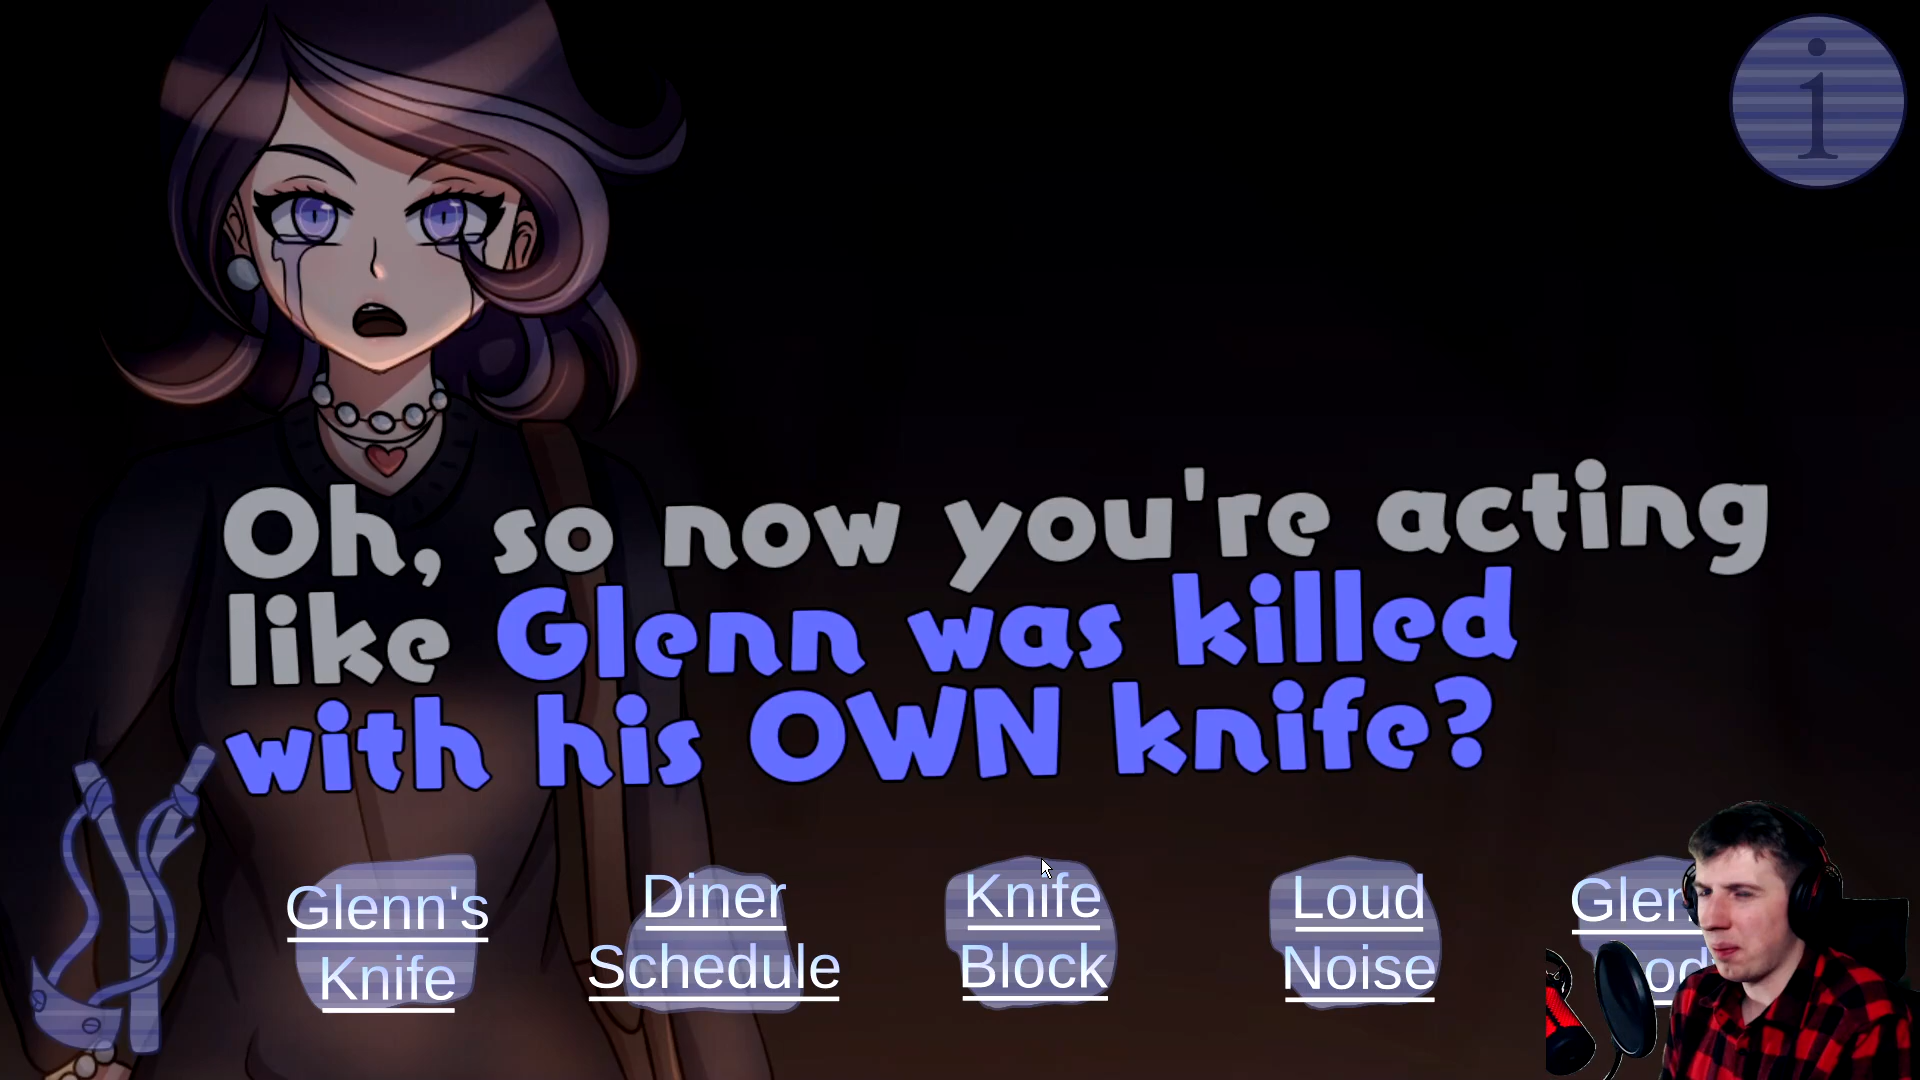 i
Oh, so now you're acting
like Glenn was killed
with his OWN knife?
Glenn's
Knife
Diner
Schedule
Knife
Block
Loud
Noise